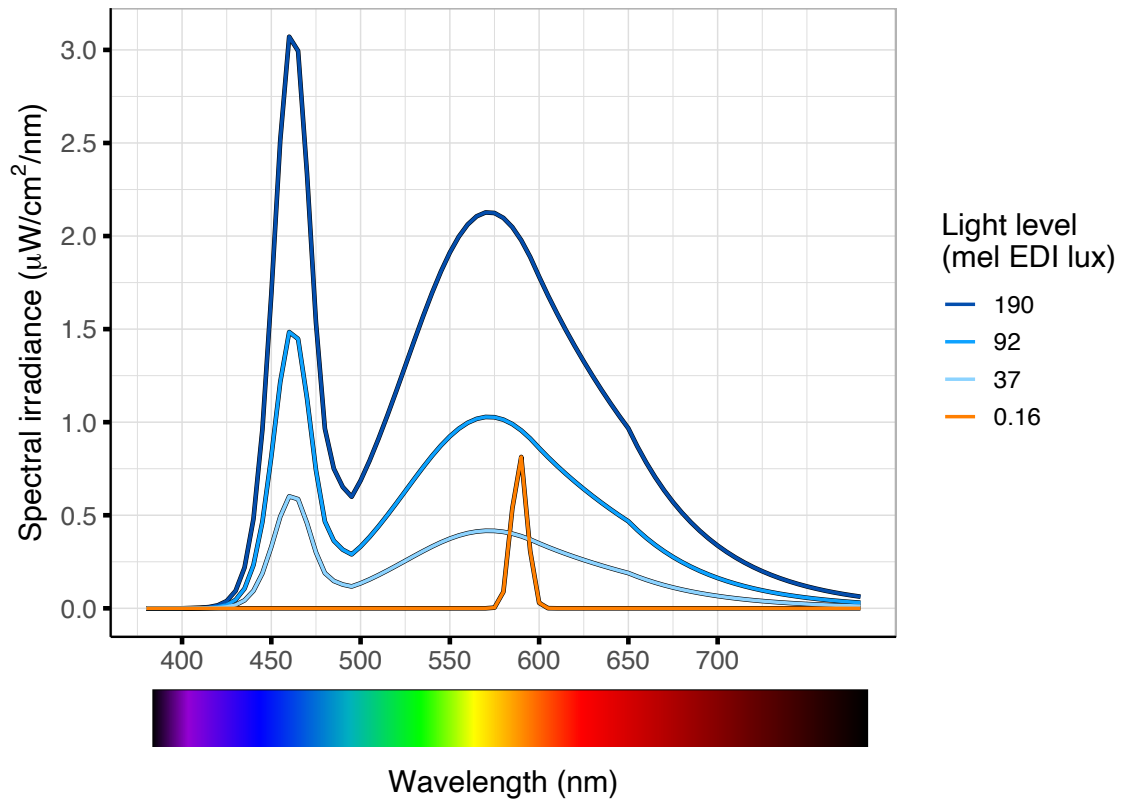 3.0
2.5
2.0
1.5
1.0
0.5
0.0
Spectral irradiance (μW/cm²/nm)
400 450 500 550 600 650 700
Wavelength (nm)
Light level
(mel EDI lux)
190
92
37
0.16